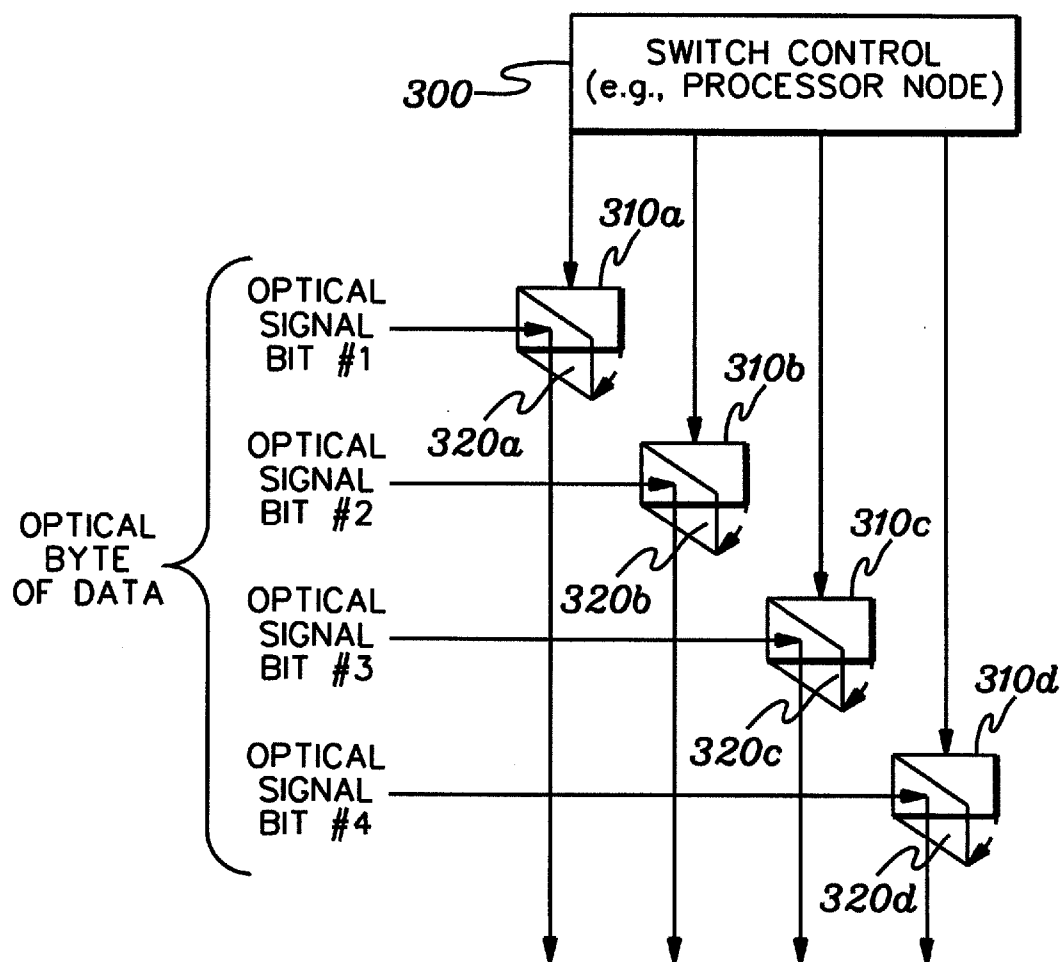 SWITCH CONTROL
(e.g., PROCESSOR NODE)
300
310a
OPTICAL
SIGNAL
BIT #1
320a
310b
OPTICAL
SIGNAL
BIT #2
320b
OPTICAL
BYTE
OF DATA
310c
OPTICAL
SIGNAL
BIT #3
320c
310d
OPTICAL
SIGNAL
BIT #4
320d